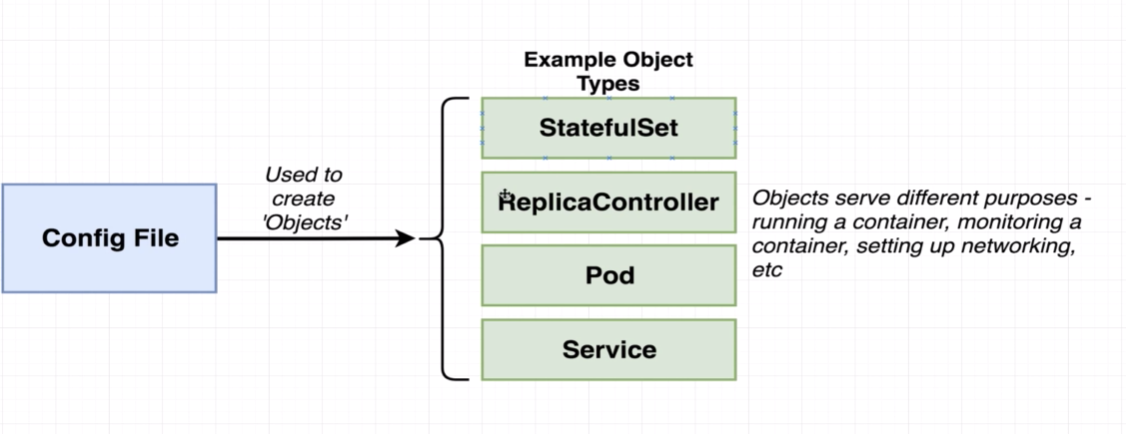 Example Object
Types
StatefulSet
Used to
create
'Objects'
Config File
ReplicaController
Pod
Service
Objects serve different purposes -
running a container, monitoring a
container, setting up networking,
etc